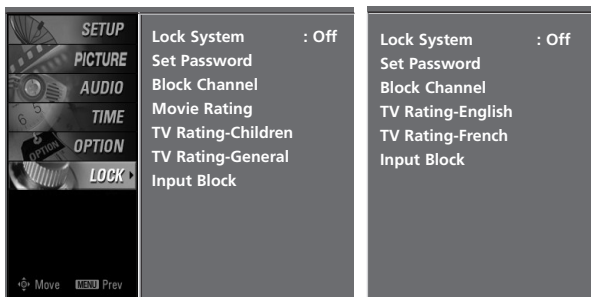 SETUP
PICTURE
AUDIO
TIME
OPTION
LOCK
Move MENU Prev
Lock System : Off
Set Password
Block Channel
Movie Rating
TV Rating-Children
TV Rating-General
Input Block
Lock System : Off
Set Password
Block Channel
TV Rating-English
TV Rating-French
Input Block